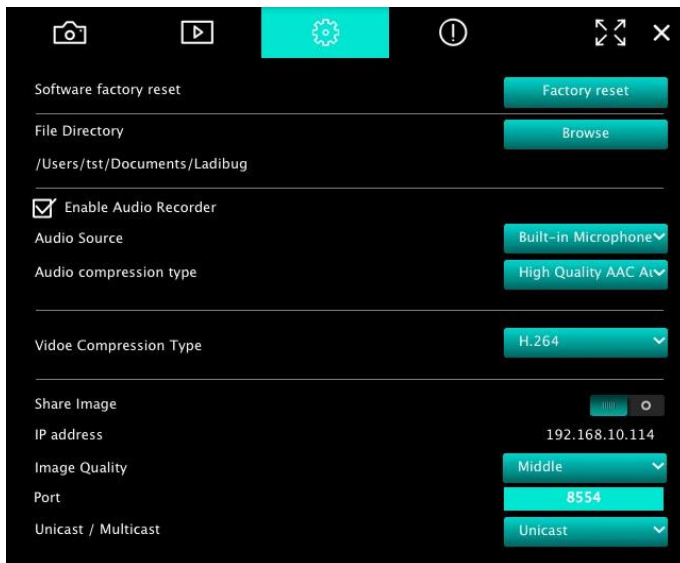 Software factory reset Factory reset
File Directory Browse
/Users/tst/Documents/Ladibug
Enable Audio Recorder
Audio Source Built-in Microphone
Audio compression type High Quality AAC Au
Vidoe Compression Type H.264
Share Image
IP address 192.168.10.114
Image Quality Middle
Port 8554
Unicast / Multicast Unicast